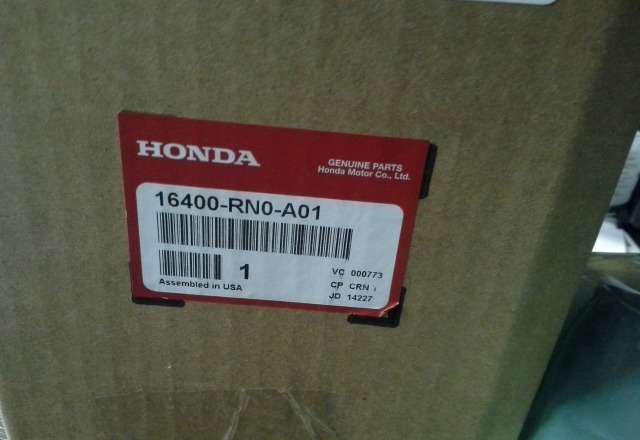 HONDA
GENUINE PARTS
Honda Motor Co., Ltd.
16400-RN0-A01
1
VC 000773
Assembled in USA
CP CRN
JD 14227